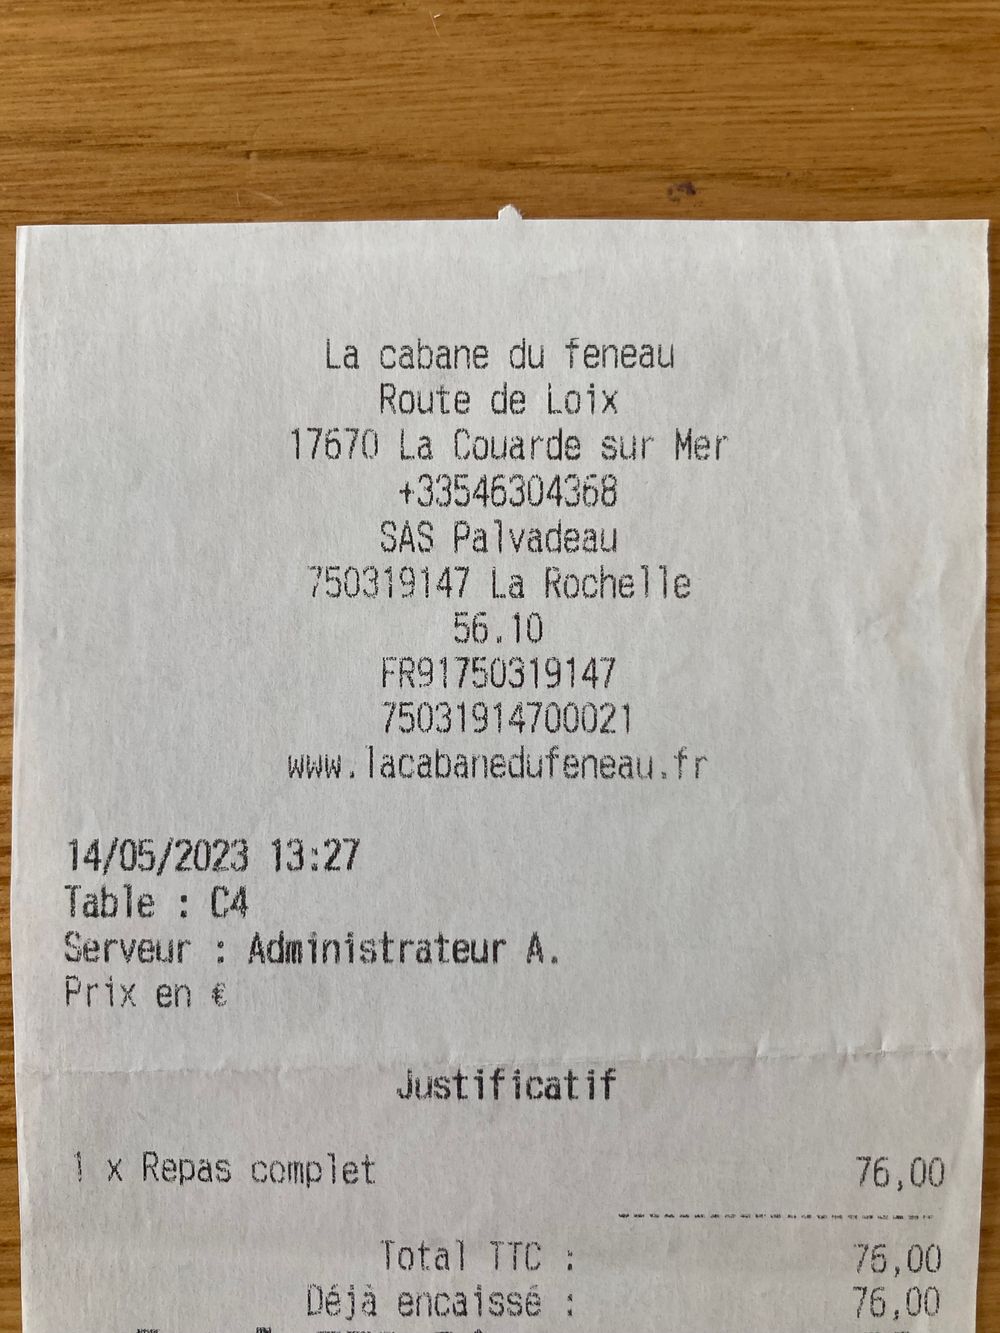 La cabane du feneau
Route de Loix
17670 La Couarde sur Mer
+33546304368
SAS Palvadeau
750319147 La Rochelle
56.10
FR91750319147
75031914700021
www.lacabanedufeneau.fr
14/05/2023 13:27
Table : C4
Serveur : Administrateur A.
Prix en €
Justificatif
1 x Repas complet 76,00
Total TTC : 76,00
Déjà encaissé : 76,00